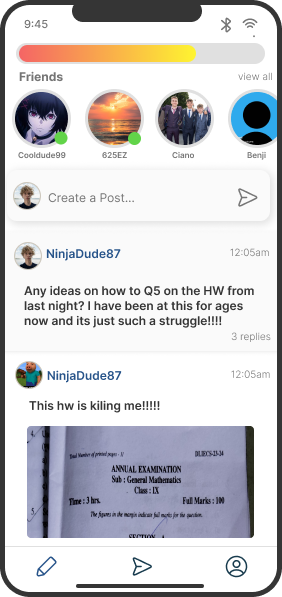 9:45
Friends
view all
Cooldude99
625EZ
Ciano
Benji
Create a Post...
NinjaDude87
12:05am
Any ideas on how to Q5 on the HW from
last night? I have been at this for ages
now and its just such a struggle!!!!
3 replies
NinjaDude87
12:05am
This hw is kiling me!!!!!
4.
Total Number of printed pages - 11
DLIECS-23-24
ANNUAL EXAMINATION
Sub : General Mathematics
Class : IX
Time : 3 hrs.
Full Marks : 100
The figures in the margin indicate full marks for the question.
5.
SECTION - A